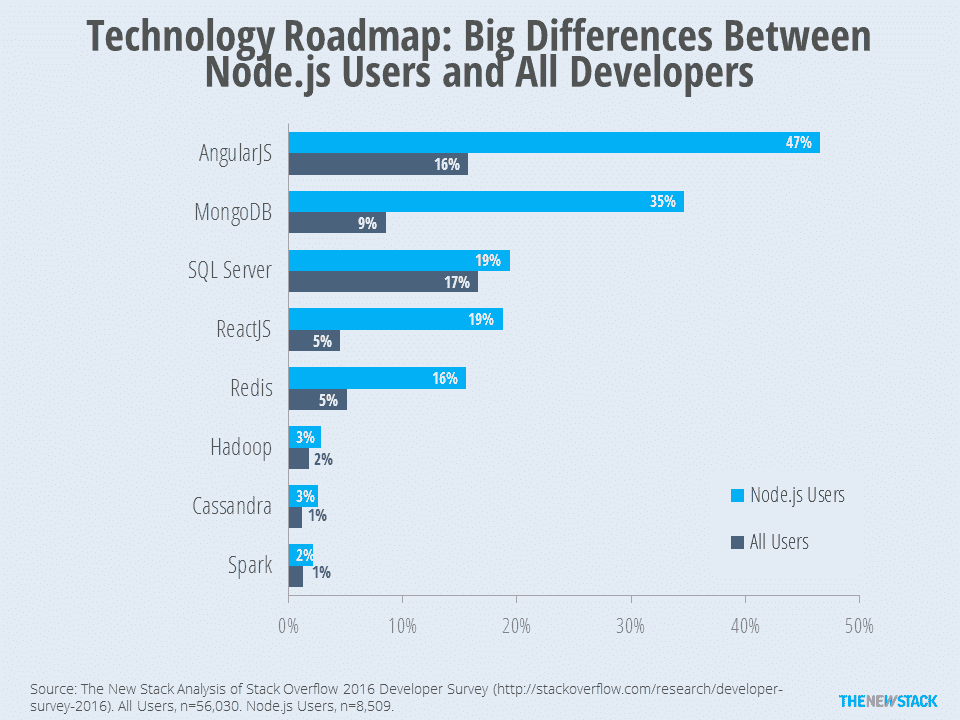 Technology Roadmap: Big Differences Between
Node.js Users and All Developers
AngularJS
47%
16%
MongoDB
35%
9%
SQL Server
19%
17%
ReactJS
19%
5%
Redis
16%
5%
Hadoop
3%
2%
Cassandra
3%
1%
Spark
2%
1%
Node.js Users
All Users
0% 10% 20% 30% 40% 50%
Source: The New Stack Analysis of Stack Overflow 2016 Developer Survey (http://stackoverflow.com/research/developer-
survey-2016). All Users, n=56,030. Node.js Users, n=8,509.
THENEWSTACK